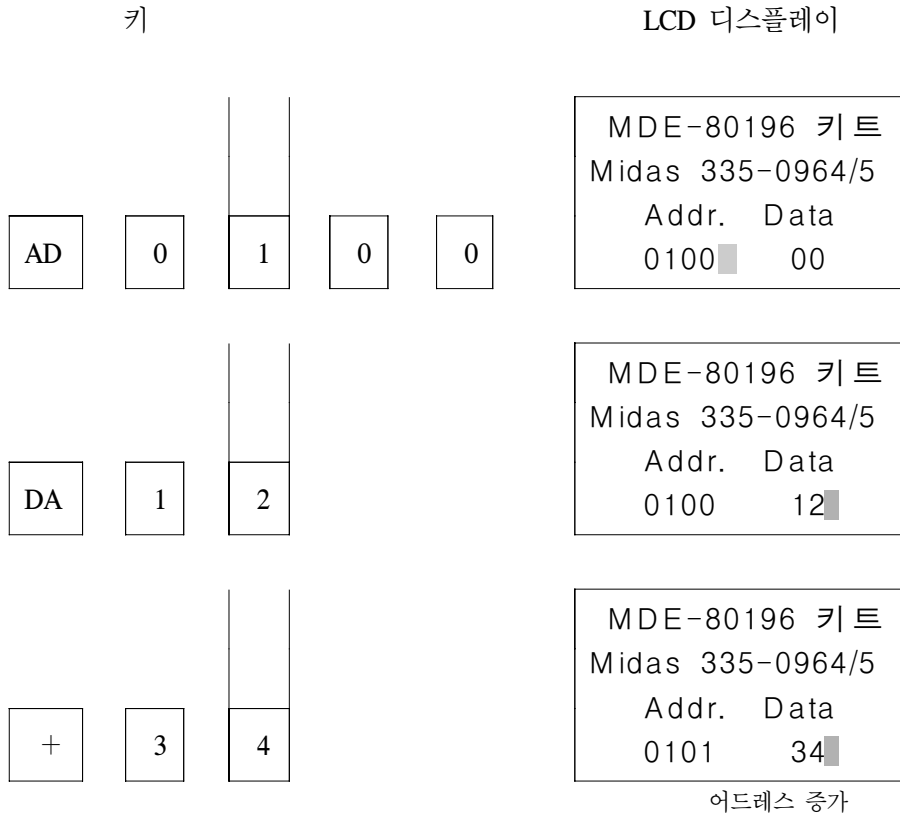 키 LCD 디스플레이
MDE-80196 키트
Midas 335-0964/5
Addr. Data
AD 0 1 0 0 0100 00
MDE-80196 키트
Midas 335-0964/5
Addr. Data
DA 1 2 0100 12
MDE-80196 키트
Midas 335-0964/5
Addr. Data
+ 3 4 0101 34
어드레스 증가